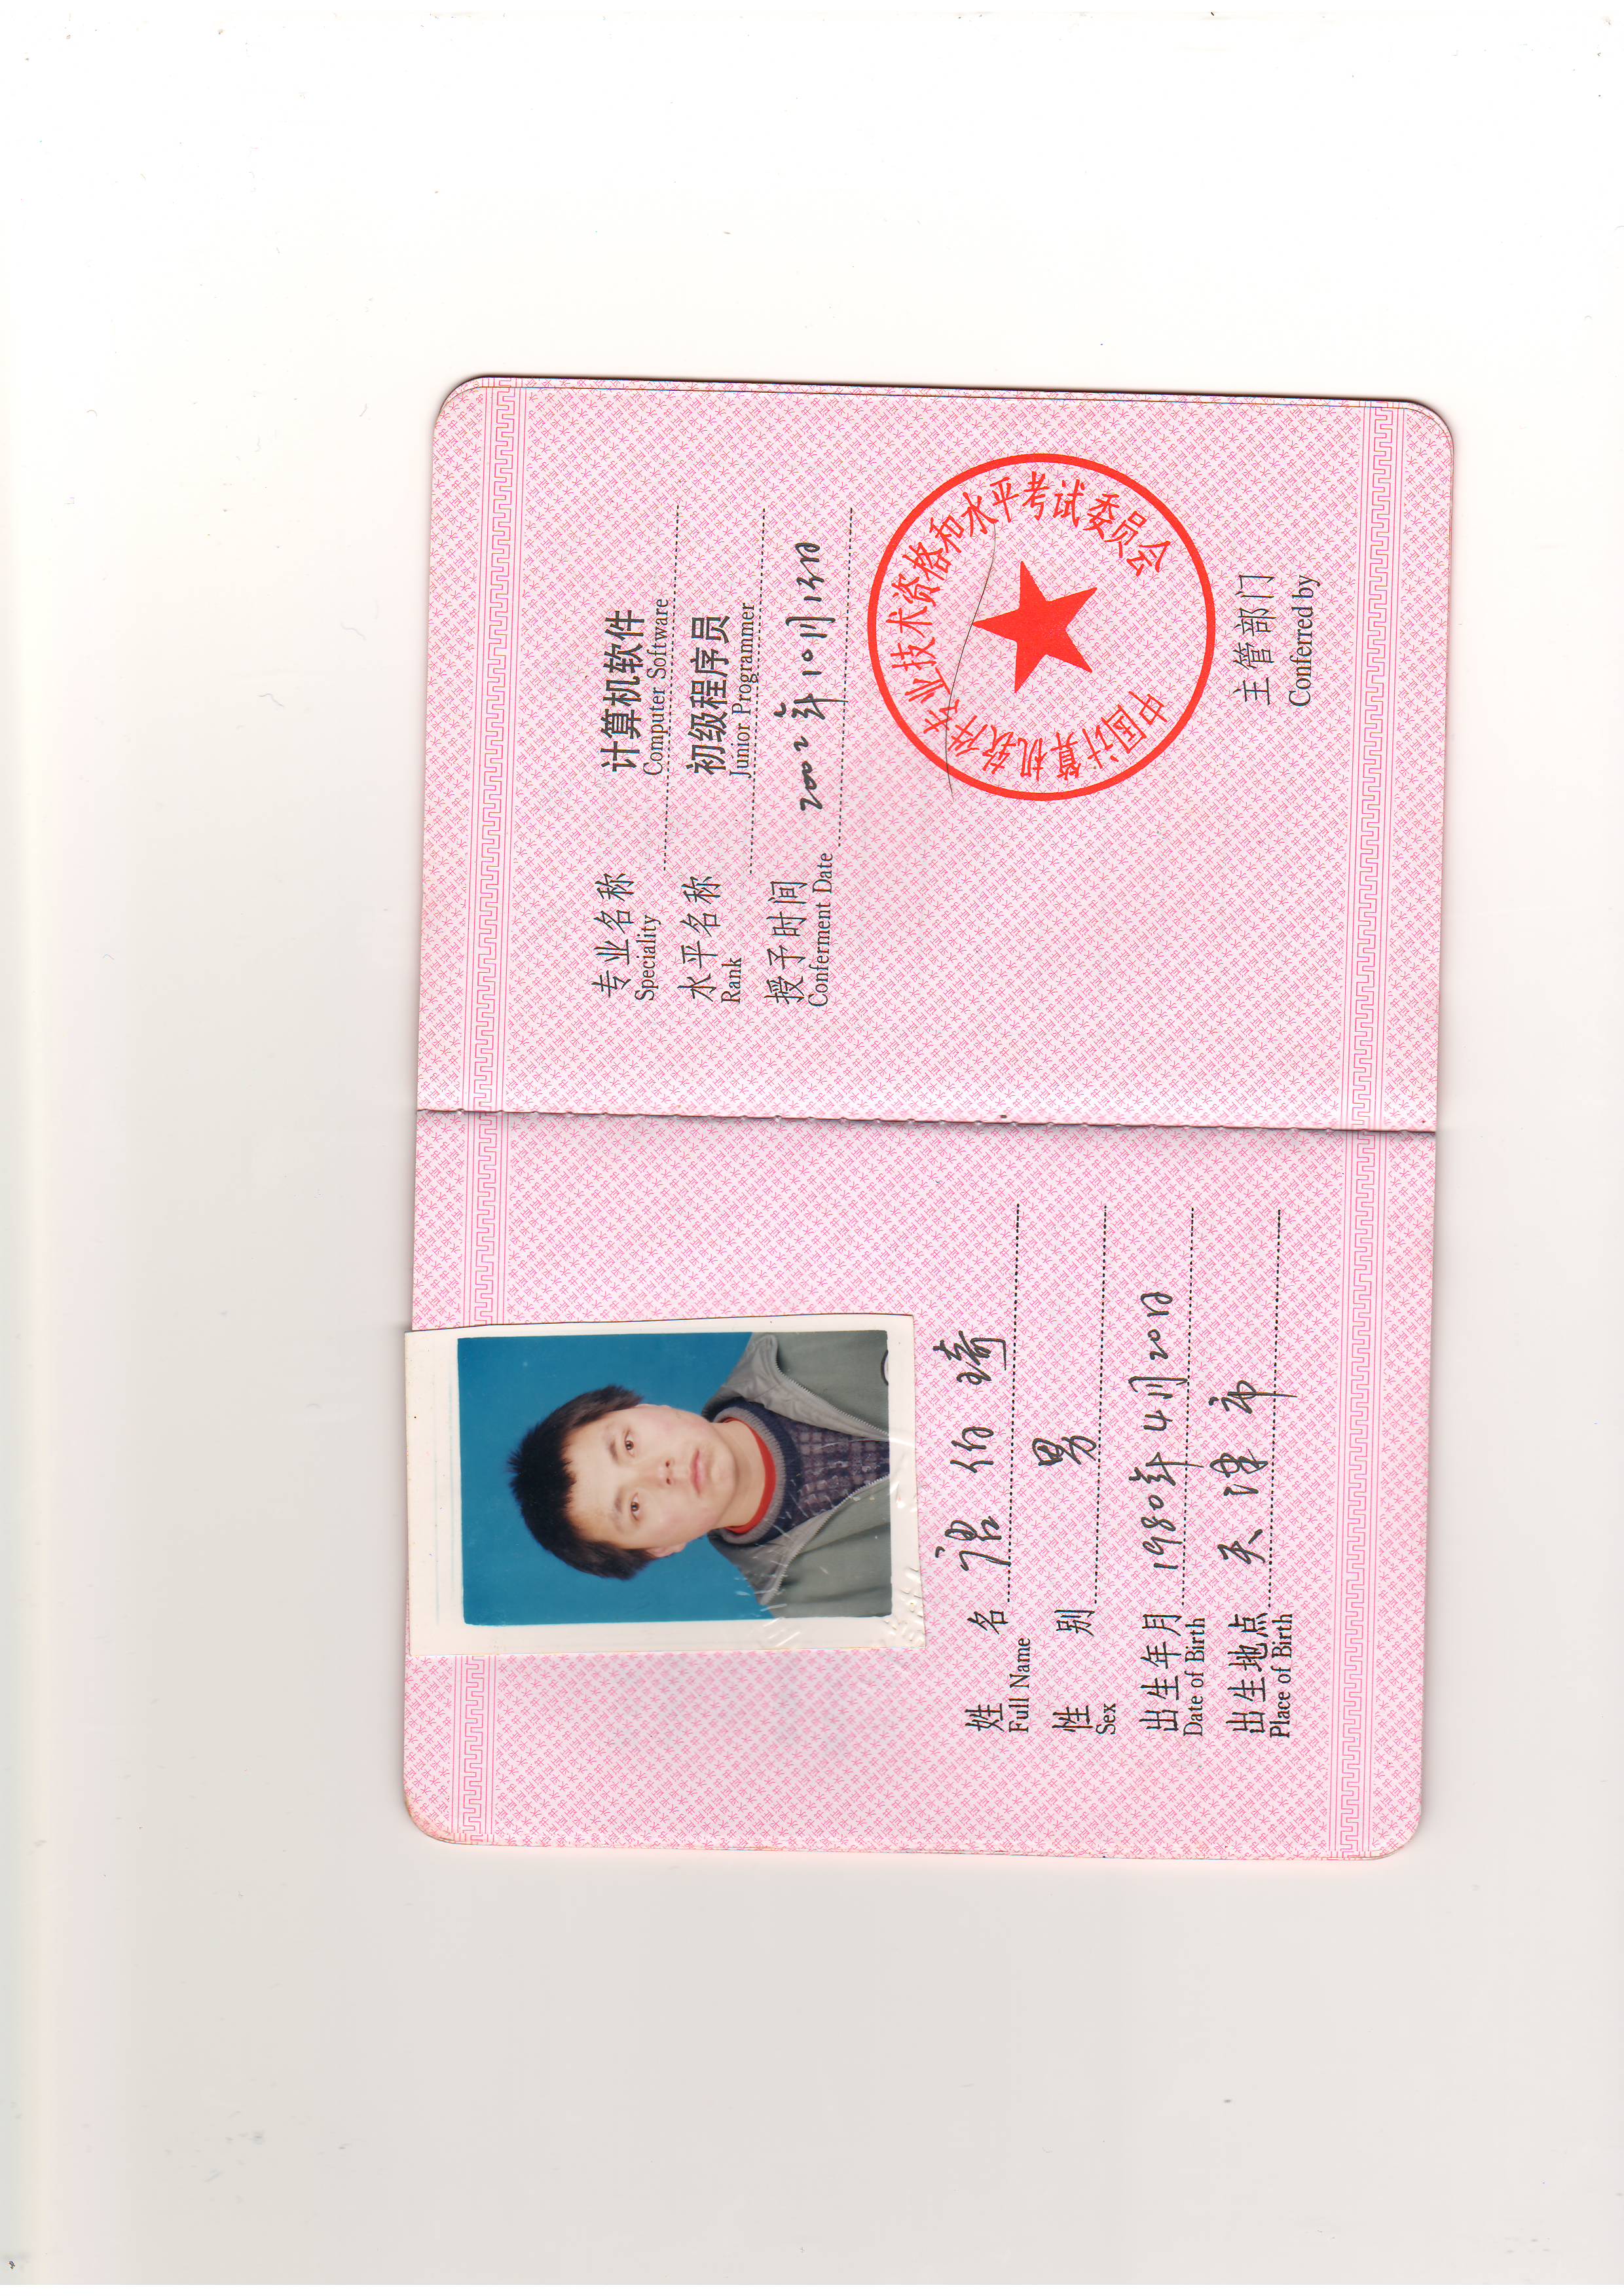 姓名 唐伯琦
Full Name
性别 男
Sex
出生年月 1980年4月20日
Date of Birth
出生地点 天津市
Place of Birth
专业名称 计算机软件
Speciality Computer Software
水平名称 初级程序员
Rank Junior Programmer
授予时间 2002年10月13日
Conferment Date
中国计算机软件专业技术资格和水平考试委员会
主管部门
Conferred by